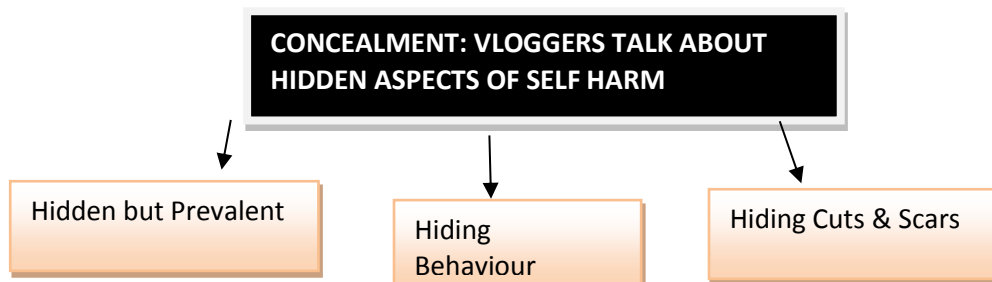 CONCEALMENT: VLOGGERS TALK ABOUT
HIDDEN ASPECTS OF SELF HARM
Hidden but Prevalent
Hiding
Behaviour
Hiding Cuts & Scars